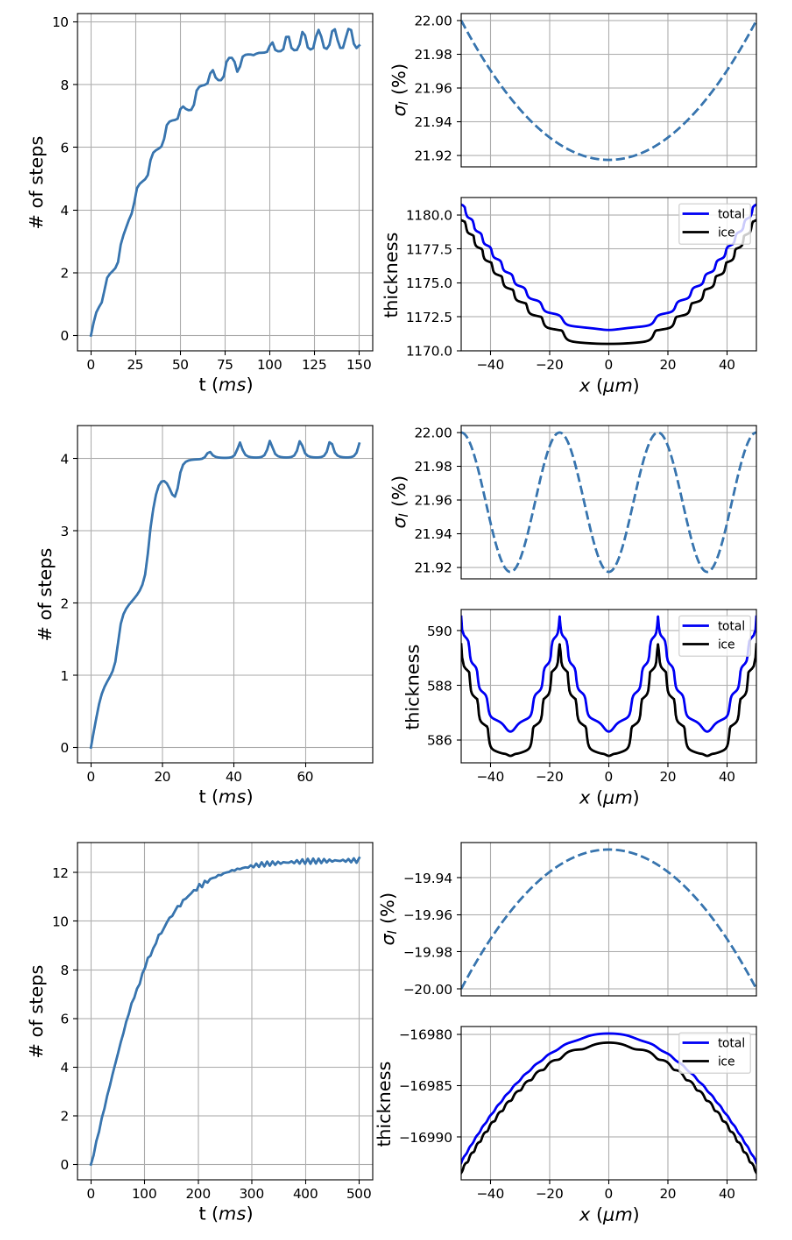 10
8
6
4
2
0
# of steps
0 25 50 75 100 125 150
t (ms)
22.00
21.98
21.96
21.94
21.92
σI (%)
1180.0
1177.5
1175.0
1172.5
1170.0
thickness
total
ice
−40 −20 0 20 40
x (μm)
4
3
2
1
0
# of steps
0 20 40 60
t (ms)
22.00
21.98
21.96
21.94
21.92
σI (%)
590
588
586
thickness
total
ice
−40 −20 0 20 40
x (μm)
12
10
8
6
4
2
0
# of steps
0 100 200 300 400 500
t (ms)
−19.94
−19.96
−19.98
−20.00
σI (%)
−16980
−16985
−16990
thickness
total
ice
−40 −20 0 20 40
x (μm)